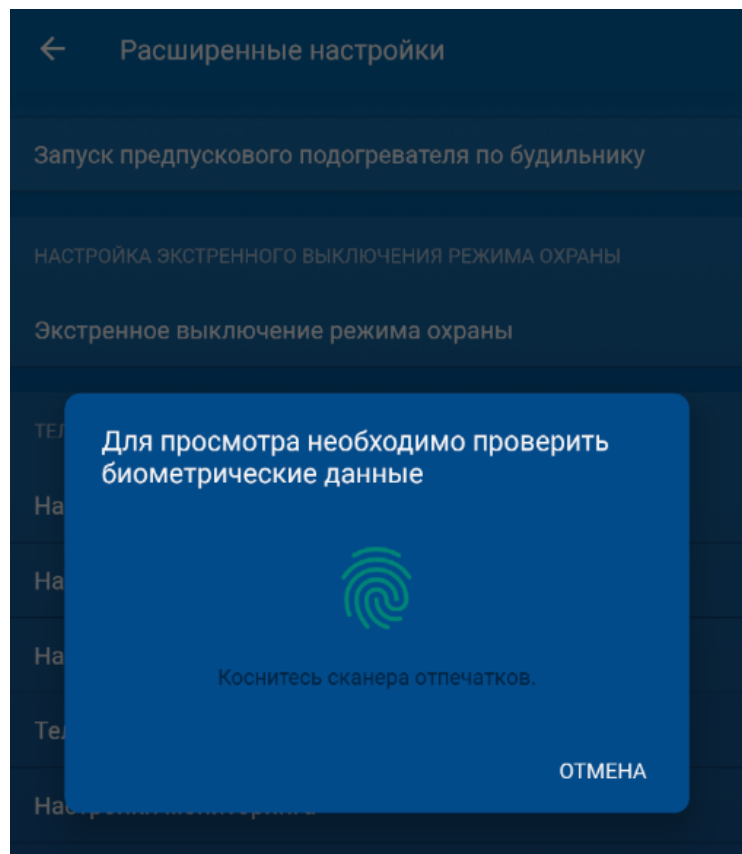 Расширенные настройки
Запуск предпускового подогревателя по будильнику
НАСТРОЙКА ЭКСТРЕННОГО ВЫКЛЮЧЕНИЯ РЕЖИМА ОХРАНЫ
Экстренное выключение режима охраны
Для просмотра необходимо проверить
биометрические данные
Коснитесь сканера отпечатков.
ОТМЕНА